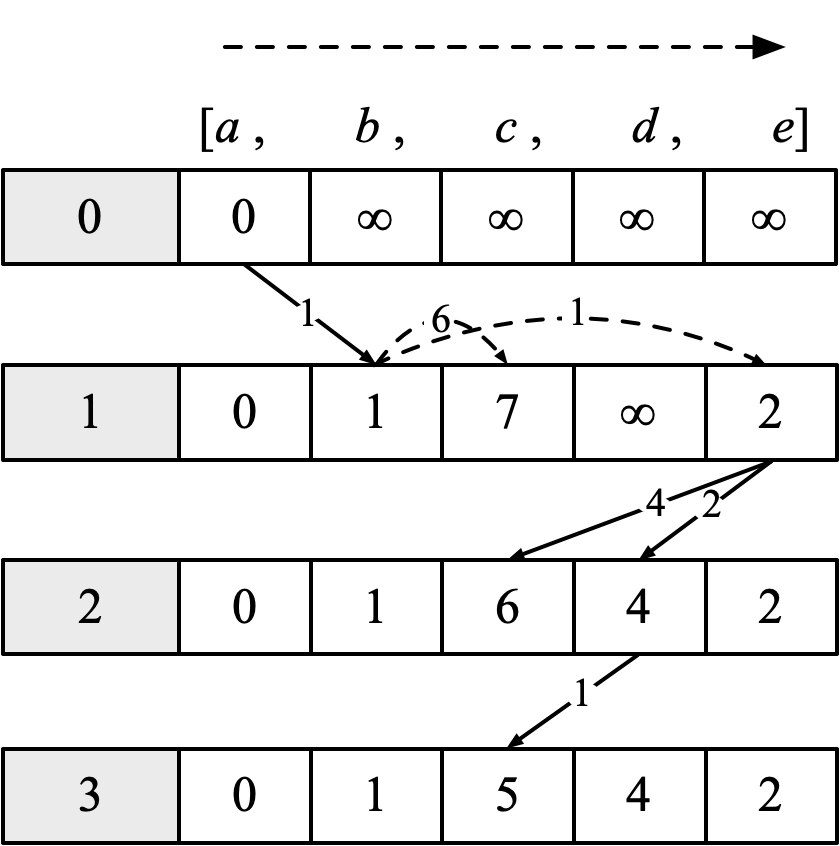 [a , b , c , d , e]
0 0 ∞ ∞ ∞ ∞
1 6 1
1 0 1 7 ∞ 2
4 2
2 0 1 6 4 2
1
3 0 1 5 4 2